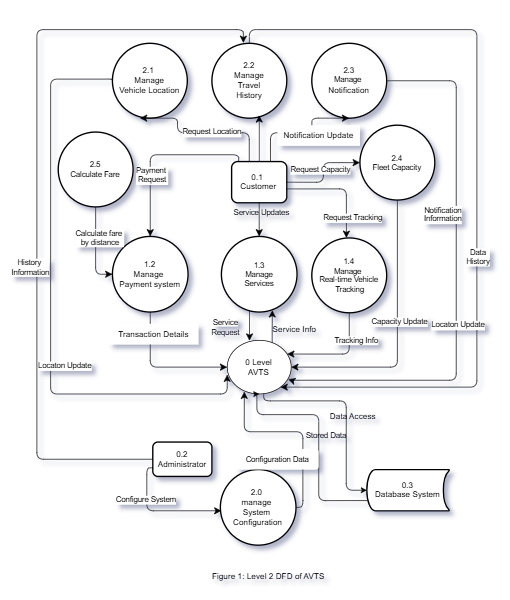 2.1
Manage
Vehicle Location
2.2
Manage
Travel
History
2.3
Manage
Notification
Request Location
Notification Update
2.5
Calculate Fare
Payment
Request
0.1
Customer
Request Capacity
2.4
Fleet Capacity
Service Updates
Request Tracking
Notification
Information
Calculate fare
by distance
History
Information
1.2
Manage
Payment system
1.3
Manage
Services
1.4
Manage
Real-time Vehicle
Tracking
Data
History
Transaction Details
Service
Request
Service Info
Capacity Update
Locaton Update
Tracking Info
Locaton Update
0 Level
AVTS
Data Access
Stored Data
0.2
Administrator
Configuration Data
Configure System
2.0
manage
System
Configuration
0.3
Database System
Figure 1: Level 2 DFD of AVTS